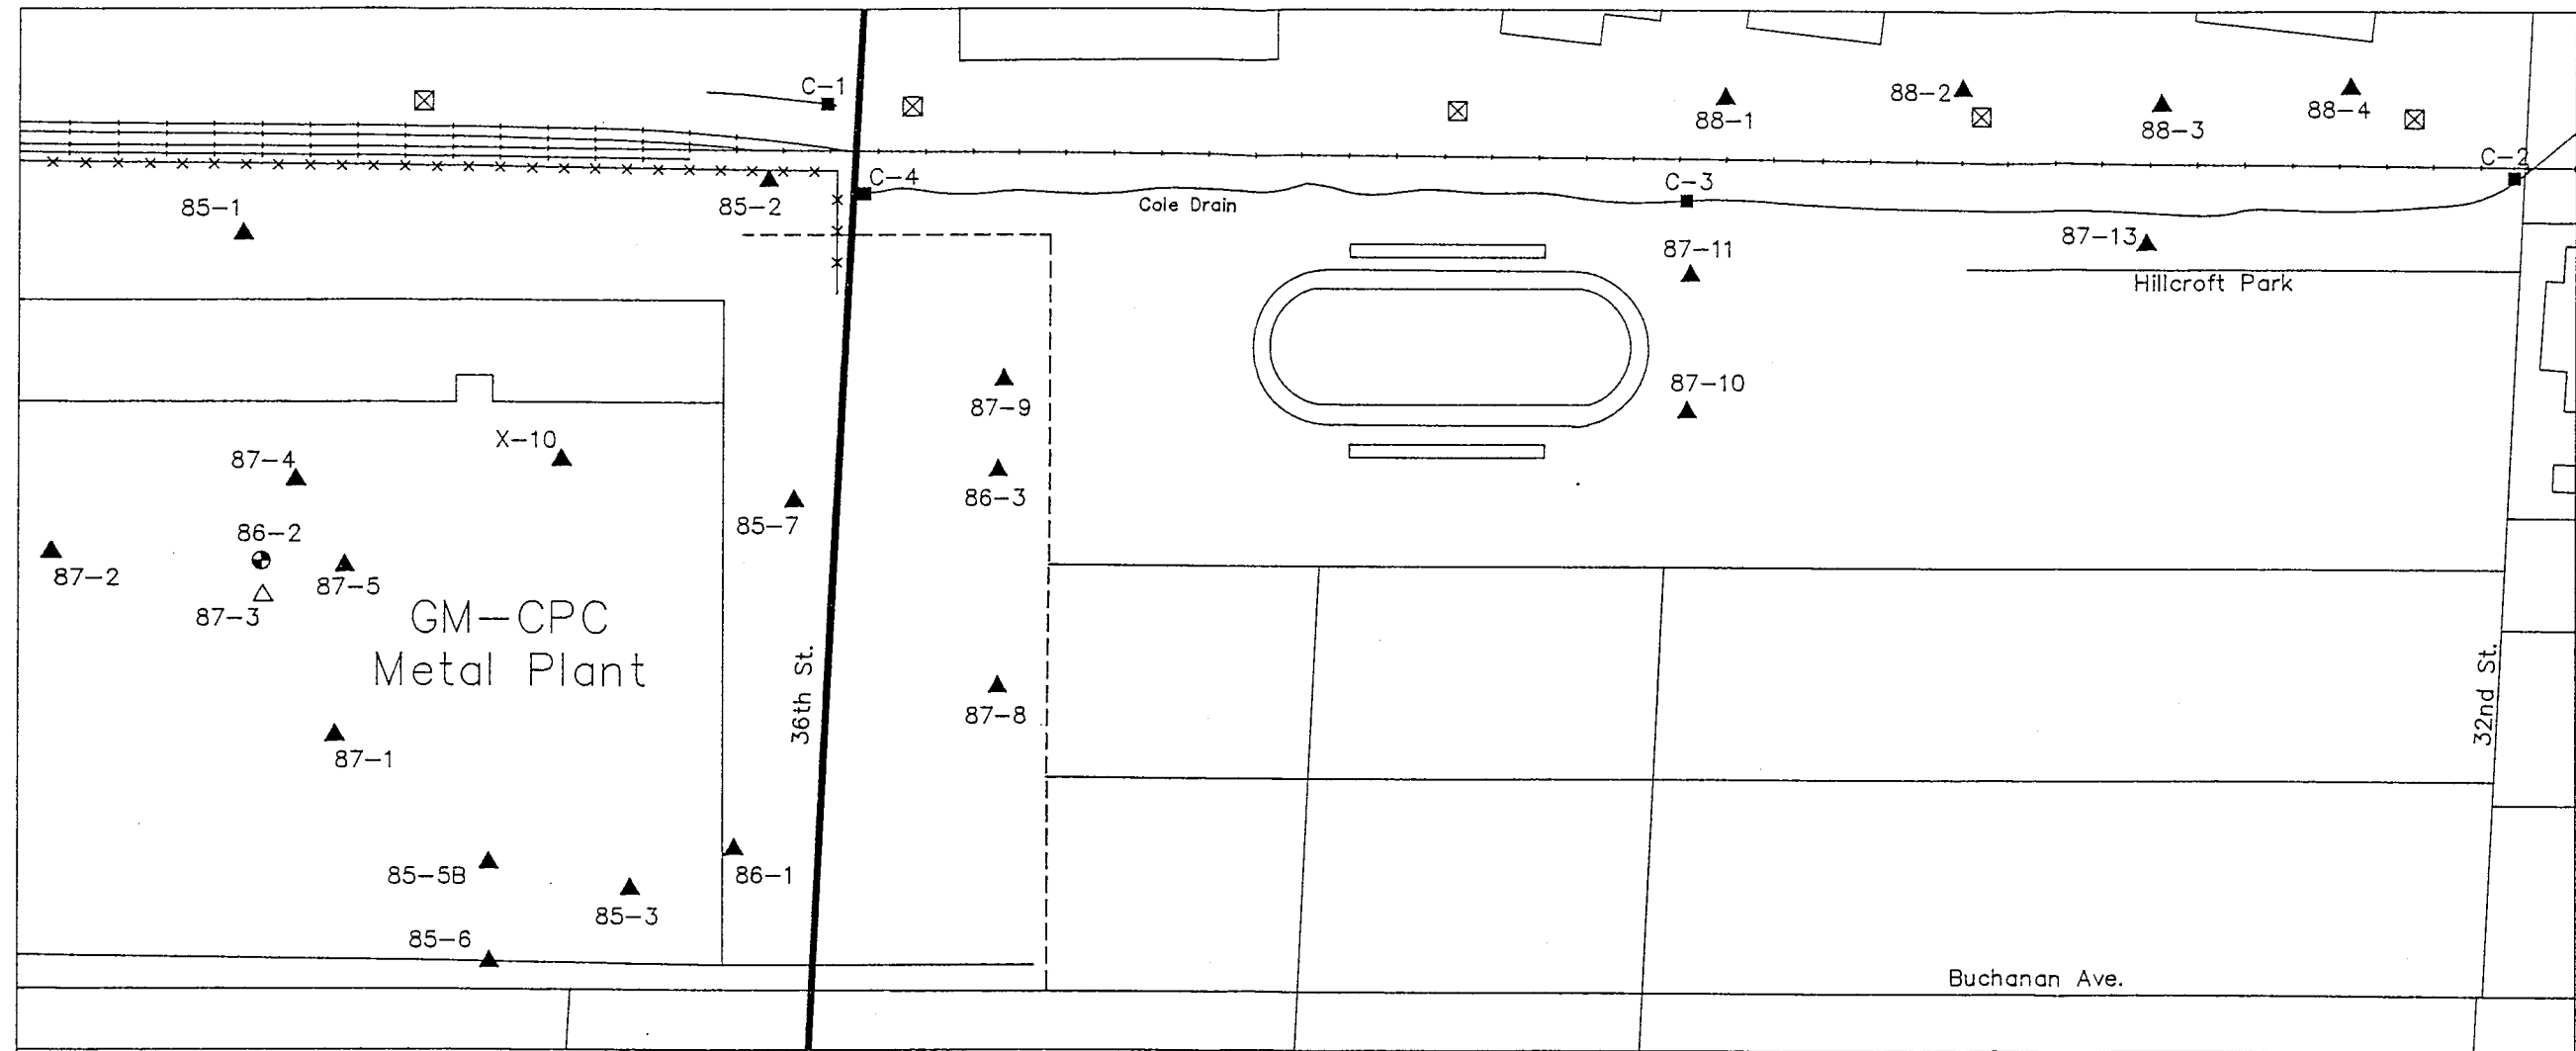 C-1
88-1
88-2
88-3
88-4
C-2
85-1
85-2
C-4
Cole Drain
C-3
87-11
87-13
Hillcroft Park
87-9
87-10
X-10
87-4
86-3
85-7
86-2
87-2
87-5
87-3
GM-CPC
Metal Plant
36th St.
32nd St.
87-8
87-1
85-5B
86-1
85-3
85-6
Buchanan Ave.